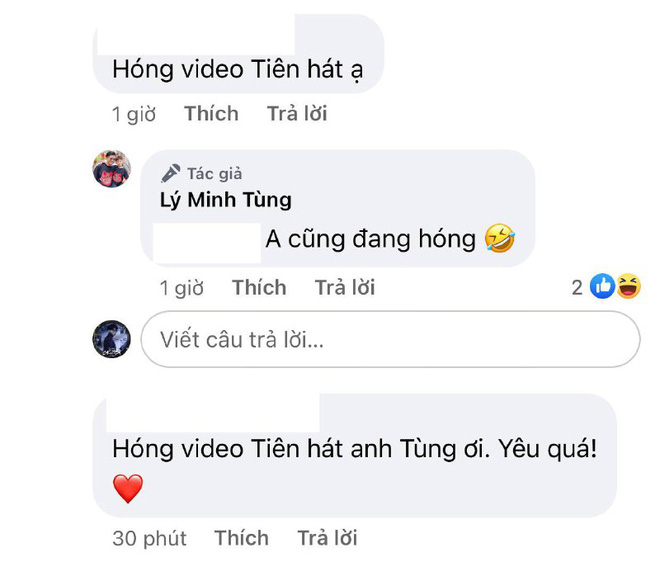 Hóng video Tiên hát ạ
1 giờ Thích Trả lời
Tác giả
Lý Minh Tùng
A cũng đang hóng 🤣
1 giờ Thích Trả lời 2
Viết câu trả lời...
Hóng video Tiên hát anh Tùng ơi. Yêu quá!
❤️
30 phút Thích Trả lời